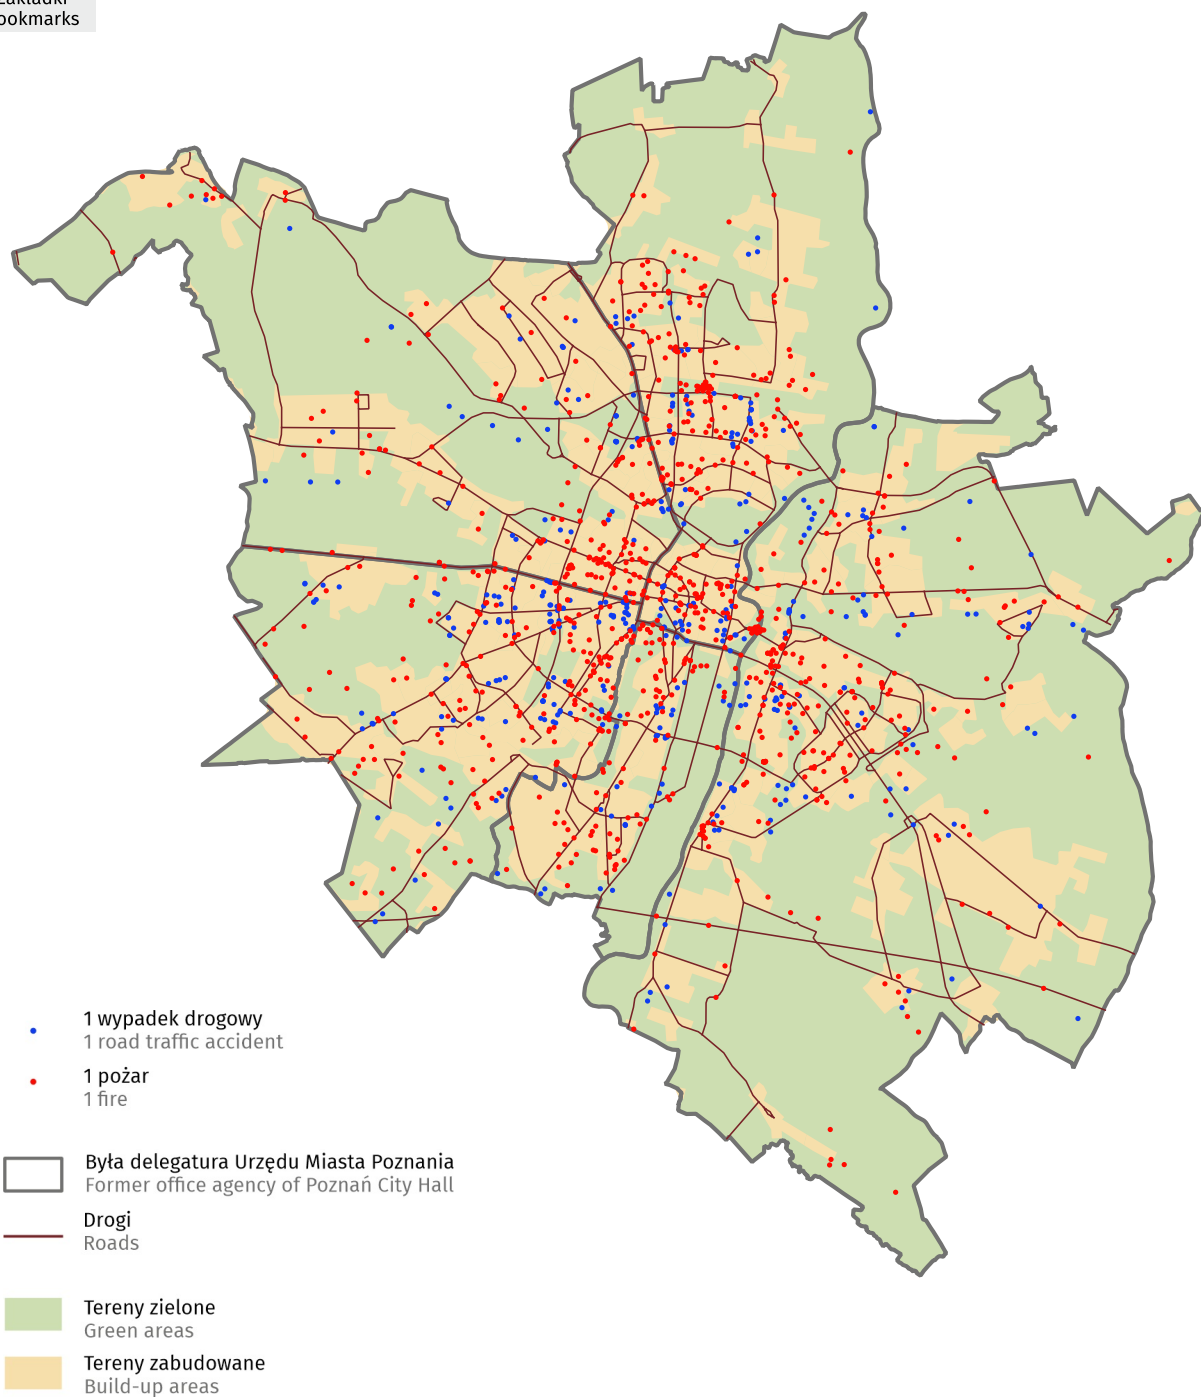 ookmarks
1 wypadek drogowy
1 road traffic accident
1 pożar
1 fire
Była delegatura Urzędu Miasta Poznania
Former office agency of Poznań City Hall
Drogi
Roads
Tereny zielone
Green areas
Tereny zabudowane
Build-up areas